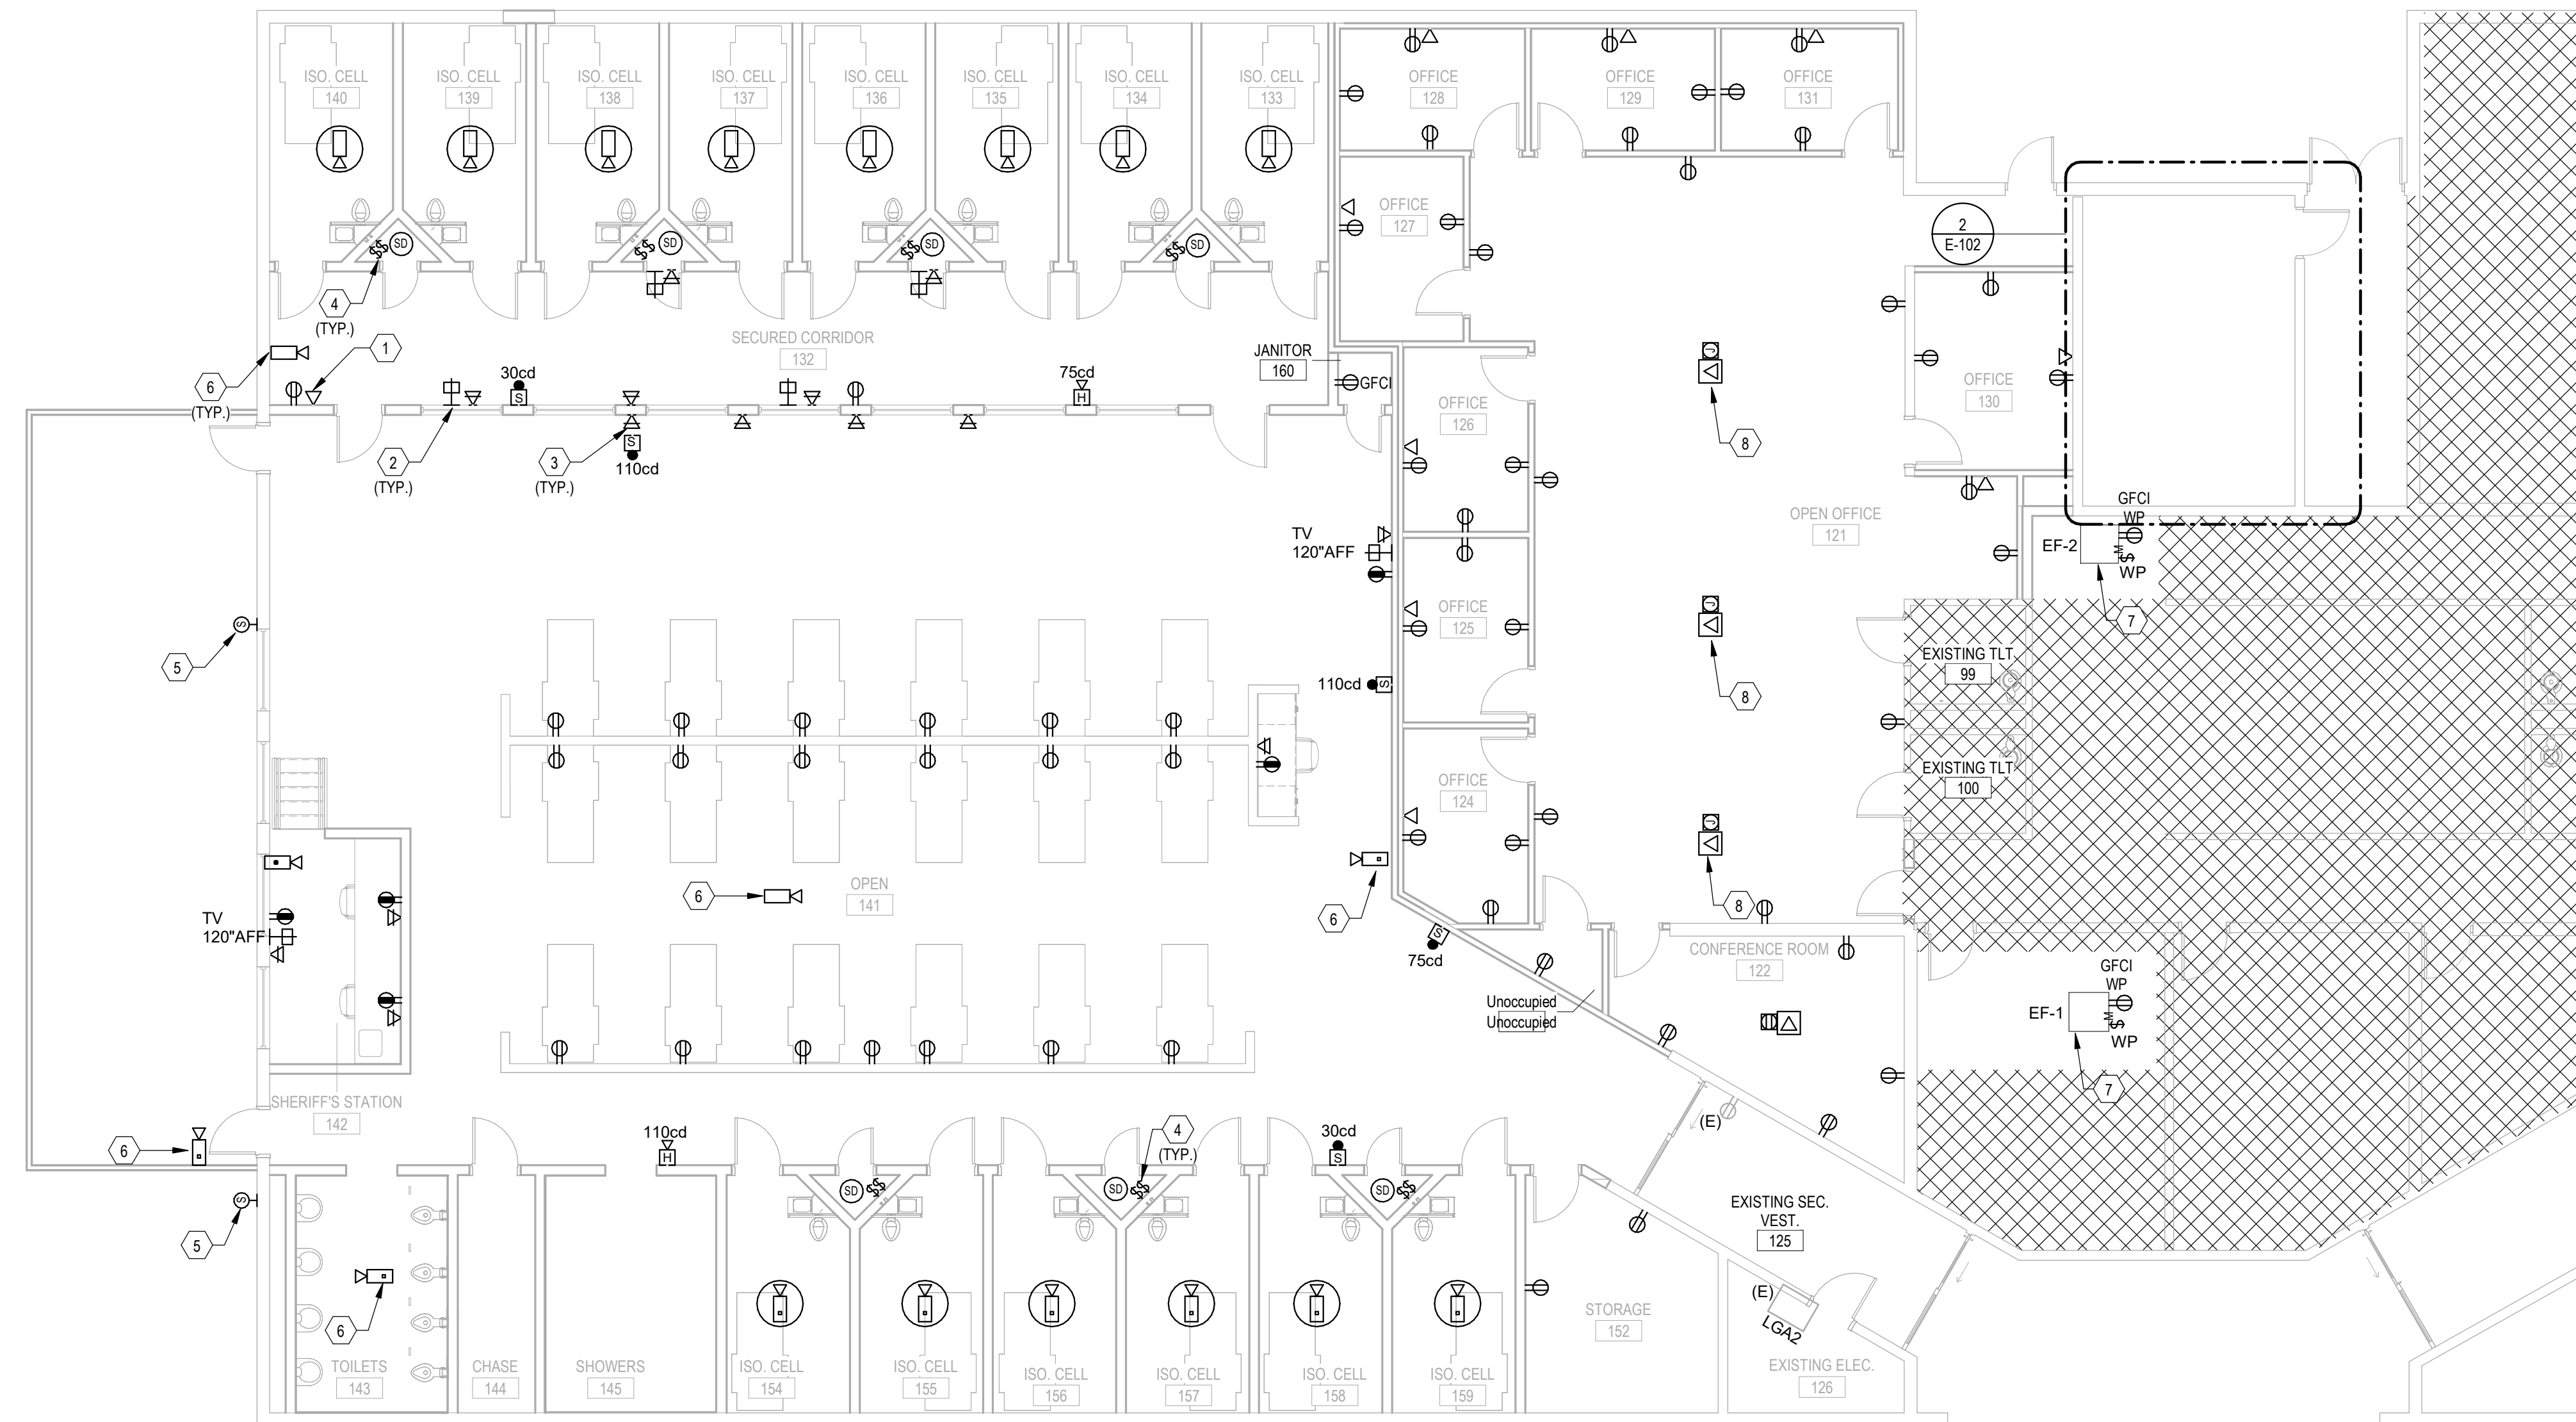 ISO. CELL
140
ISO. CELL
139
ISO. CELL
138
ISO. CELL
137
ISO. CELL
136
ISO. CELL
135
ISO. CELL
134
ISO. CELL
133
OFFICE
128
OFFICE
129
OFFICE
131
OFFICE
127
2
E-102
SD
SD
SD
SD
4
(TYP.)
SECURED CORRIDOR
132
1
6
(TYP.)
30cd
S
75cd
H
JANITOR
160
GFCI
J
OFFICE
130
2
(TYP.)
3
(TYP.)
S
110cd
OFFICE
126
8
TV
120"AFF
OPEN OFFICE
121
GFCI
WP
EF-2
M
$
WP
7
5
S
OFFICE
125
J
8
EXISTING TLT.
99
110cd
S
EXISTING TLT.
100
OFFICE
124
J
8
OPEN
141
6
6
TV
120"AFF
S
75cd
CONFERENCE ROOM
122
GFCI
WP
EF-1
M
$
WP
7
Unoccupied
Unoccupied
SHERIFF'S STATION
142
6
110cd
H
4
(TYP.)
30cd
S
(E)
SD
SD
SD
S
5
EXISTING SEC.
VEST.
125
6
(E)
LGA2
STORAGE
152
TOILETS
143
CHASE
144
SHOWERS
145
ISO. CELL
154
ISO. CELL
155
ISO. CELL
156
ISO. CELL
157
ISO. CELL
158
ISO. CELL
159
EXISTING ELEC.
126